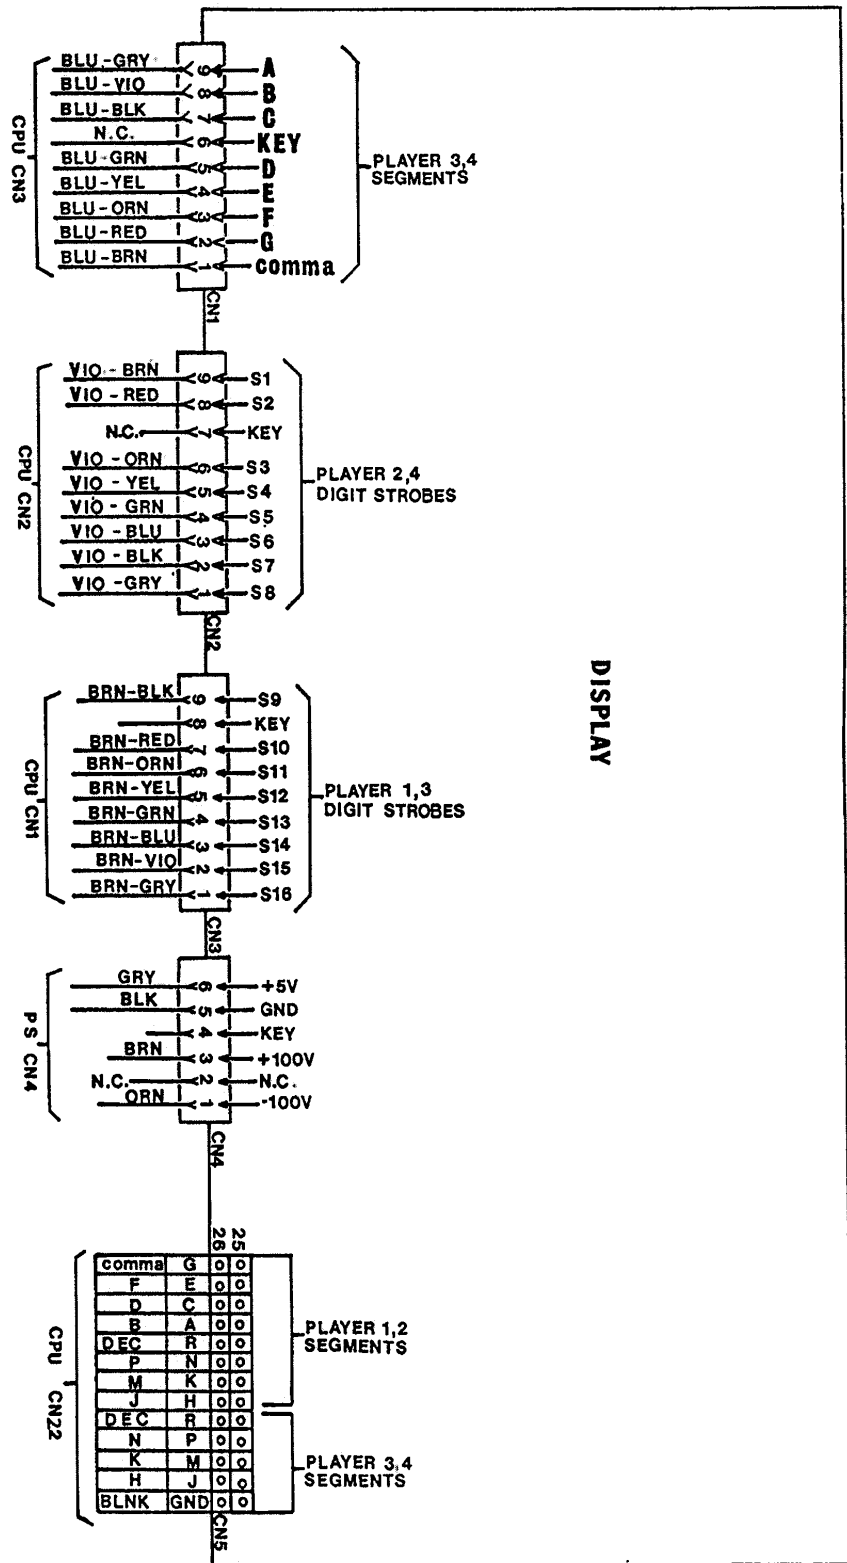 BLU-GRY 9 A
BLU-VIO 8 B
BLU-BLK 7 C
N.C. 6 KEY
BLU-GRN 5 D
BLU-YEL 4 E
BLU-ORN 3 F
BLU-RED 2 G
BLU-BRN 1 comma
CPU CN3
PLAYER 3,4
SEGMENTS
CN1
VIO-BRN 9 S1
VIO-RED 8 S2
N.C. 7 KEY
VIO-ORN 6 S3
VIO-YEL 5 S4
VIO-GRN 4 S5
VIO-BLU 3 S6
VIO-BLK 2 S7
VIO-GRY 1 S8
CPU CN2
PLAYER 2,4
DIGIT STROBES
CN2
DISPLAY
BRN-BLK 9 S9
8 KEY
BRN-RED 7 S10
BRN-ORN 6 S11
BRN-YEL 5 S12
BRN-GRN 4 S13
BRN-BLU 3 S14
BRN-VIO 2 S15
BRN-GRY 1 S16
CPU CN1
PLAYER 1,3
DIGIT STROBES
CN3
GRY 6 +5V
BLK 5 GND
4 KEY
BRN 3 +100V
N.C. 2 N.C.
ORN 1 -100V
PS CN4
CN4
26 25
comma G
F E
D C
B A
DEC R
P N
M K
J H
DEC R
N P
K M
H J
BLNK GND
CPU CN22
PLAYER 1,2
SEGMENTS
PLAYER 3,4
SEGMENTS
CN5